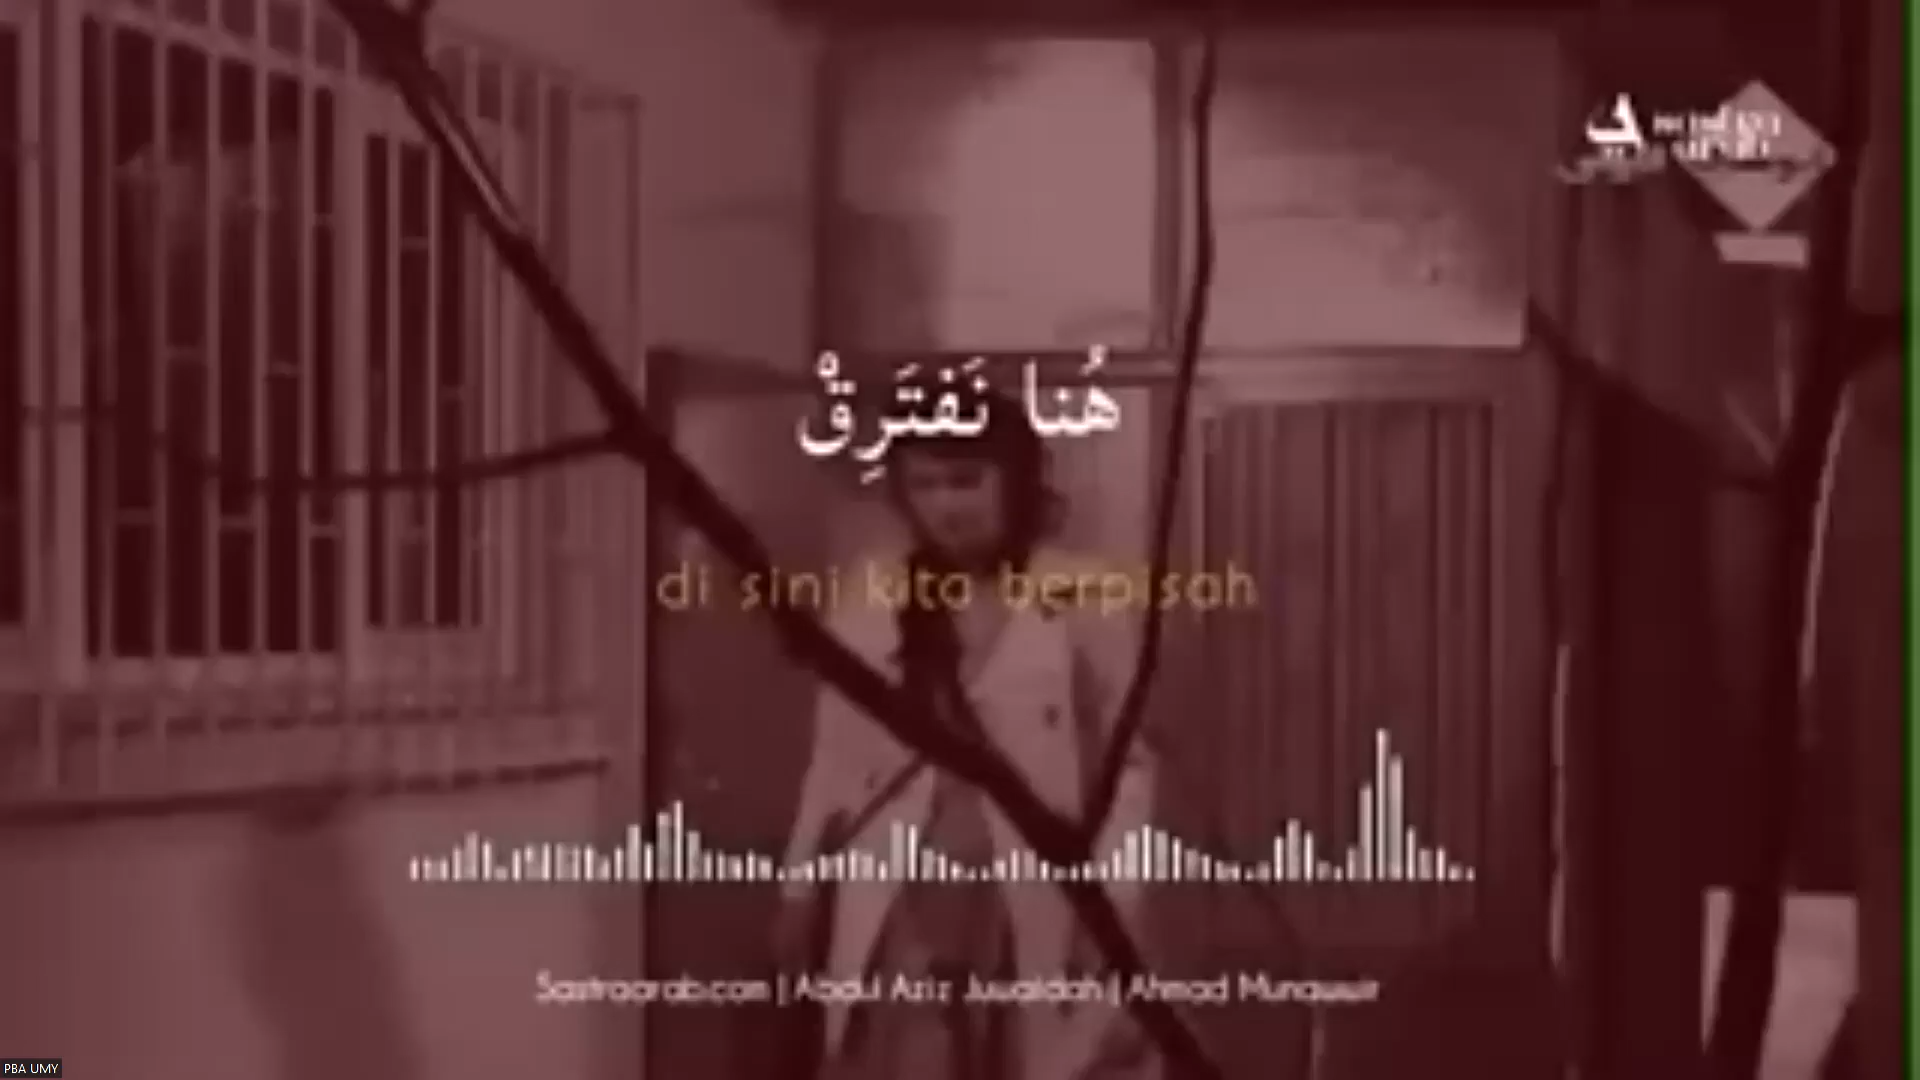 هُنا نَفتَرِقْ
di sini kita berpisah
Sastraarab.com | Abdul Aziz Juwaidah | Ahmad Munawwir
PBA UMY